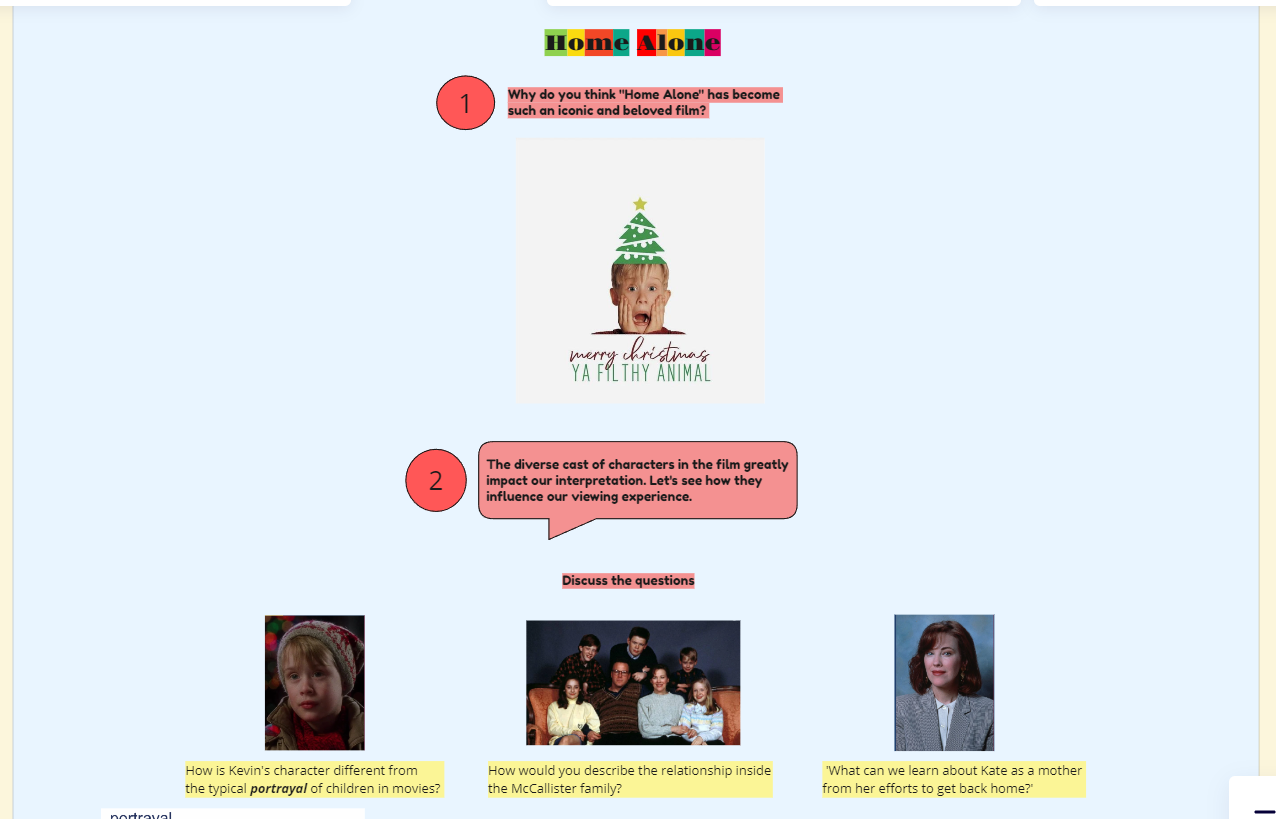 Home Alone
1
Why do you think "Home Alone" has become
such an iconic and beloved film?
merry christmas
YA FILTHY ANIMAL
2
The diverse cast of characters in the film greatly
impact our interpretation. Let's see how they
influence our viewing experience.
Discuss the questions
How is Kevin's character different from
the typical portrayal of children in movies?
How would you describe the relationship inside
the McCallister family?
'What can we learn about Kate as a mother
from her efforts to get back home?'
portrayal